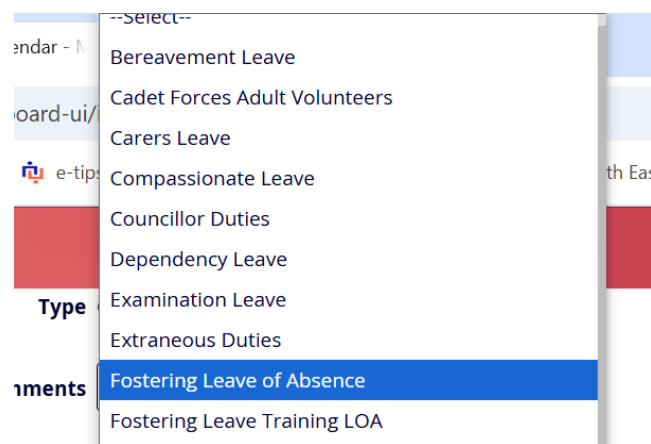 --Select--
endar -
Bereavement Leave
Cadet Forces Adult Volunteers
oard-ui/i
Carers Leave
e-tips
Compassionate Leave
th Eas
Councillor Duties
Dependency Leave
Examination Leave
Type
Extraneous Duties
Fostering Leave of Absence
nments
Fostering Leave Training LOA